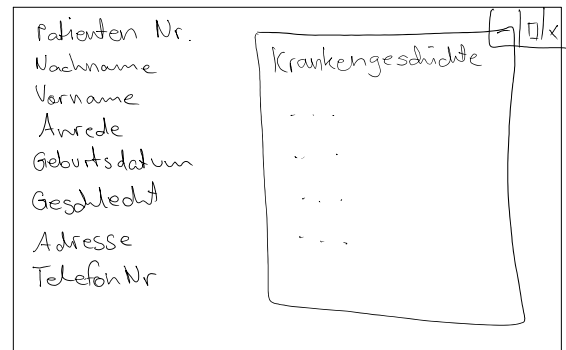 Patienten Nr.
Nachname
Vorname
Anrede
Geburtsdatum
Geschlecht
Adresse
Telefon Nr
Krankengeschichte
. . .
. . .
. . .
. . .